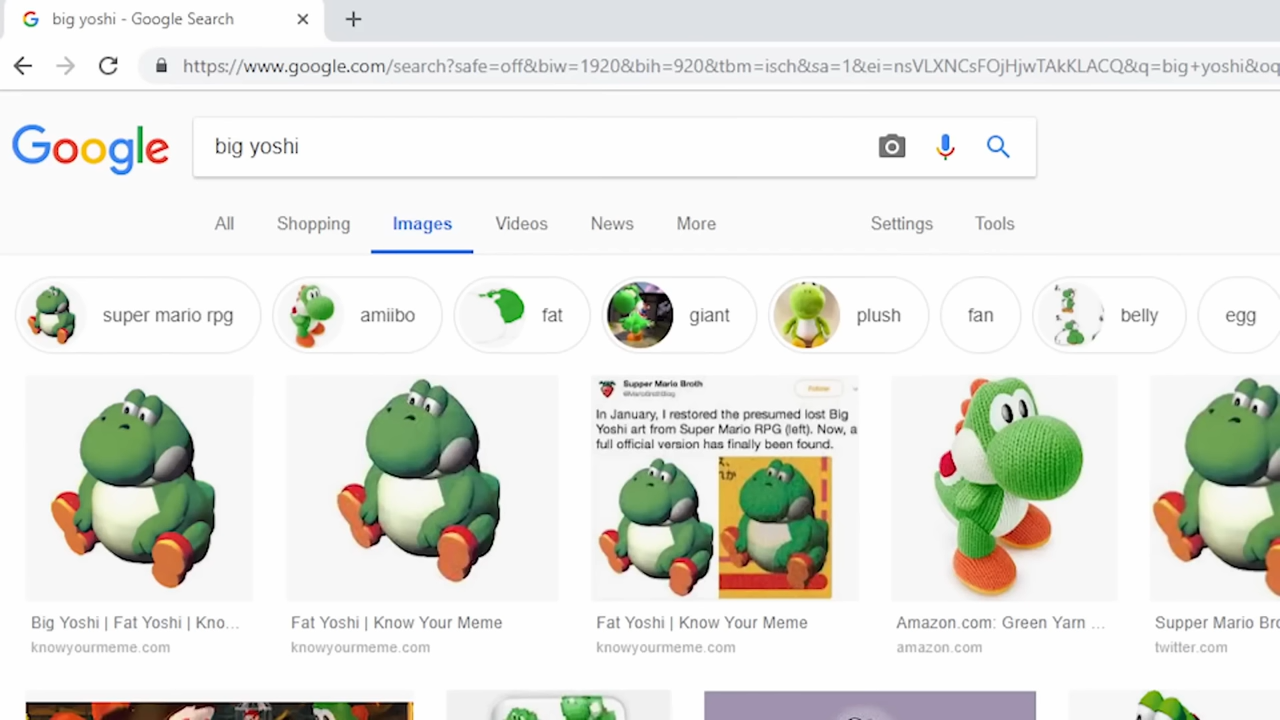 big yoshi - Google Search
https://www.google.com/search?safe=off&biw=1920&bih=920&tbm=isch&sa=1&ei=nsVLXNCsFOjHjwTAkKLACQ&q=big+yoshi&oq
Google
big yoshi
All Shopping Images Videos News More Settings Tools
super mario rpg amiibo fat giant plush fan belly egg
Supper Mario Broth
@MarioBrothBlog
Follow
In January, I restored the presumed lost Big
Yoshi art from Super Mario RPG (left). Now, a
full official version has finally been found.
Big Yoshi | Fat Yoshi | Kno...
knowyourmeme.com
Fat Yoshi | Know Your Meme
knowyourmeme.com
Fat Yoshi | Know Your Meme
knowyourmeme.com
Amazon.com: Green Yarn ...
amazon.com
Supper Mario Bro
twitter.com